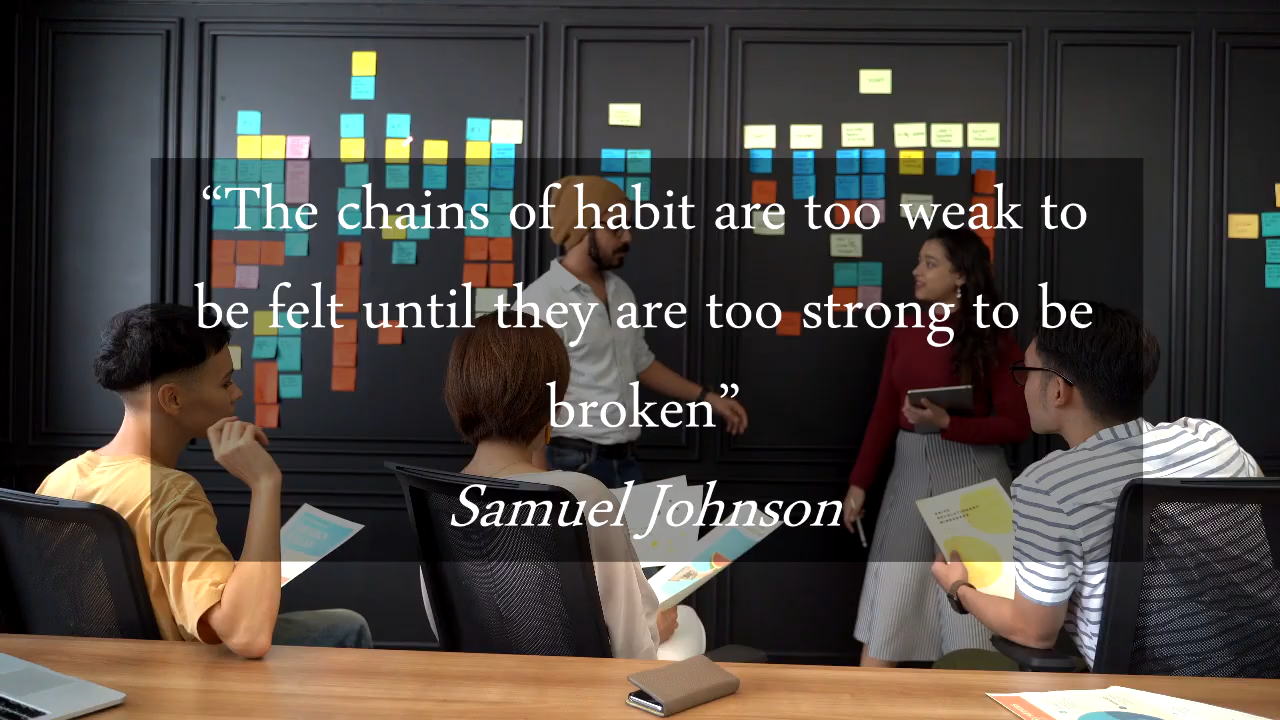 “The chains of habit are too weak to
be felt until they are too strong to be
broken”
Samuel Johnson